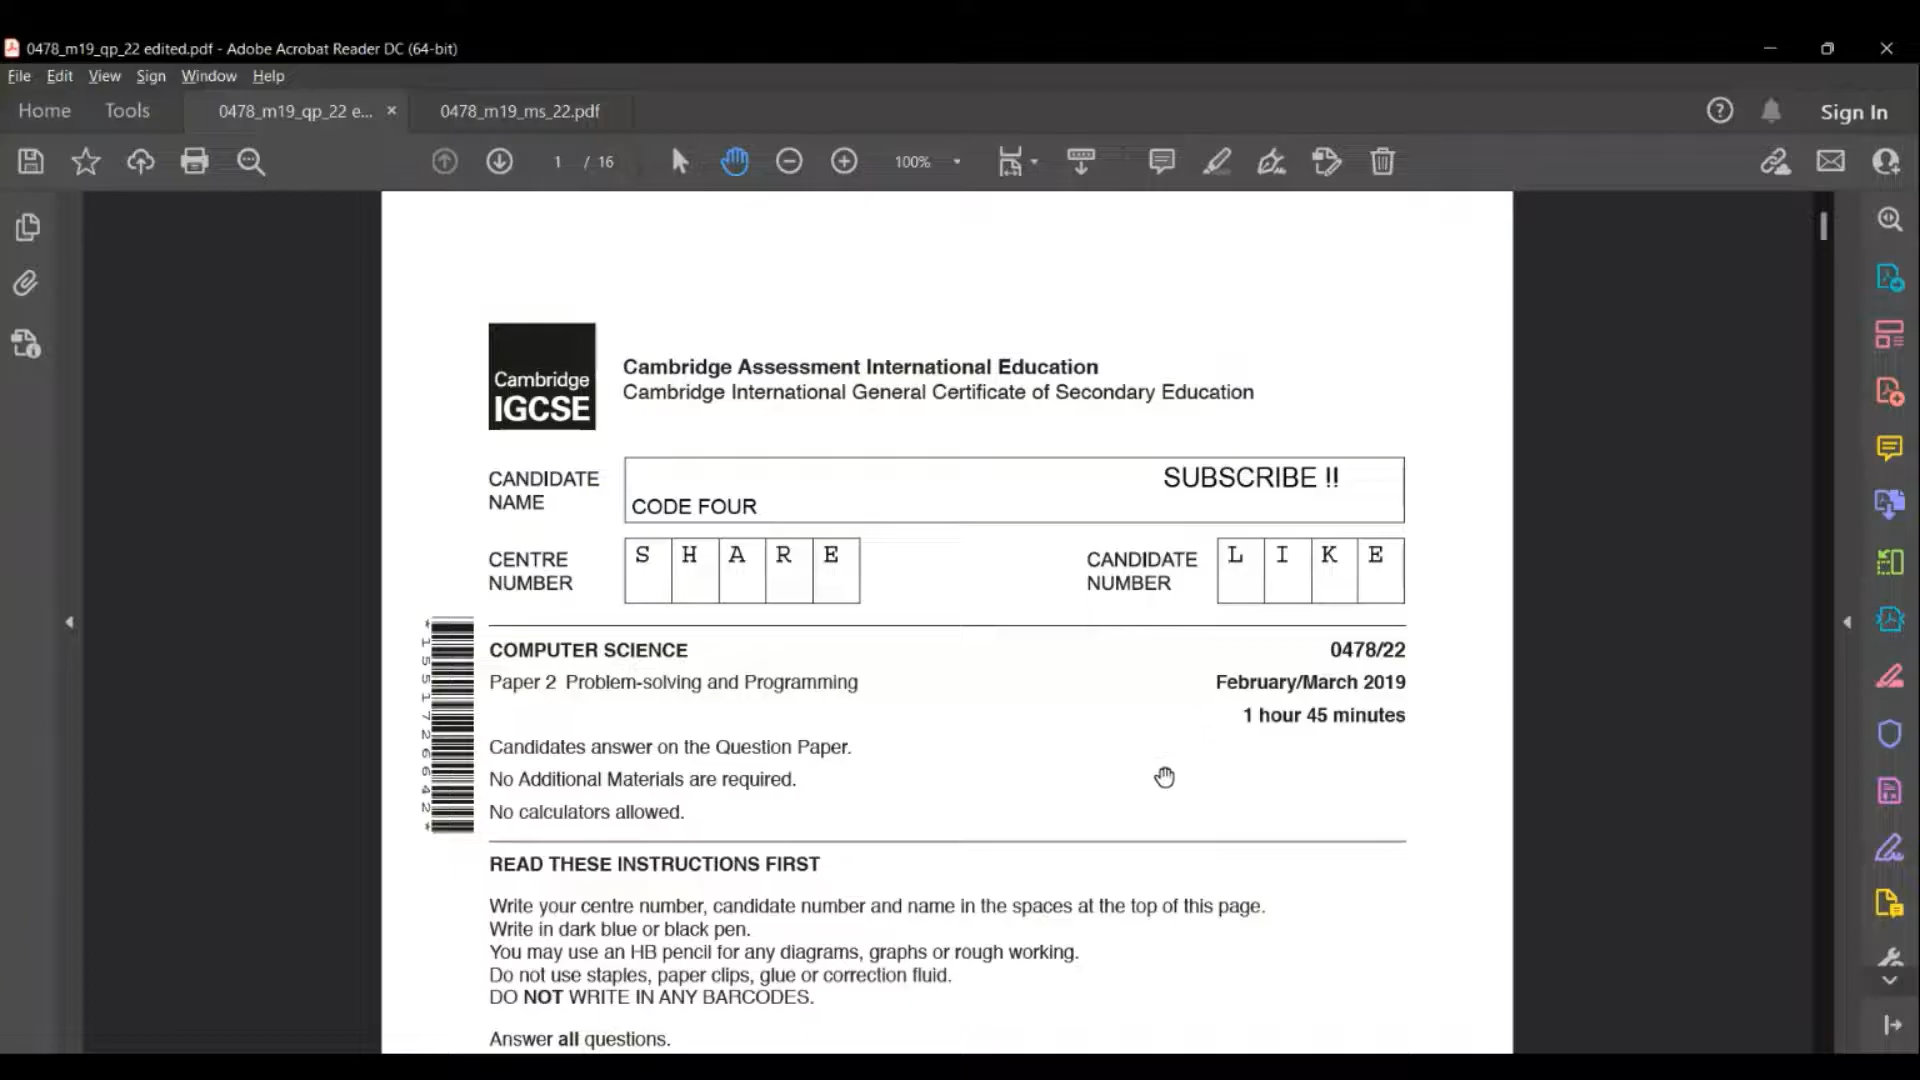 0478_m19_qp_22 edited.pdf - Adobe Acrobat Reader DC (64-bit)
File Edit View Sign Window Help
Home Tools 0478_m19_qp_22 e... 0478_m19_ms_22.pdf Sign In
1 / 16 100%
Cambridge
IGCSE
Cambridge Assessment International Education
Cambridge International General Certificate of Secondary Education
CANDIDATE
NAME
SUBSCRIBE !!
CODE FOUR
CENTRE
NUMBER
S H A R E
CANDIDATE
NUMBER
L I K E
*1551726642*
COMPUTER SCIENCE 0478/22
Paper 2 Problem-solving and Programming February/March 2019
1 hour 45 minutes
Candidates answer on the Question Paper.
No Additional Materials are required.
No calculators allowed.
READ THESE INSTRUCTIONS FIRST
Write your centre number, candidate number and name in the spaces at the top of this page.
Write in dark blue or black pen.
You may use an HB pencil for any diagrams, graphs or rough working.
Do not use staples, paper clips, glue or correction fluid.
DO NOT WRITE IN ANY BARCODES.
Answer all questions.